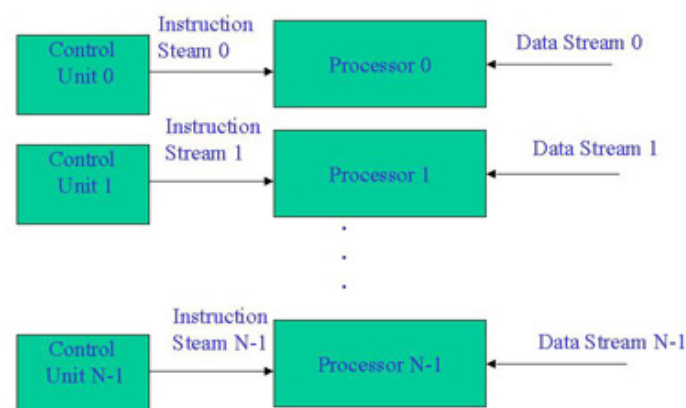 Control
Unit 0
Instruction
Steam 0
Processor 0
Data Stream 0
Control
Unit 1
Instruction
Stream 1
Processor 1
Data Stream 1
Control
Unit N-1
Instruction
Steam N-1
Processor N-1
Data Stream N-1